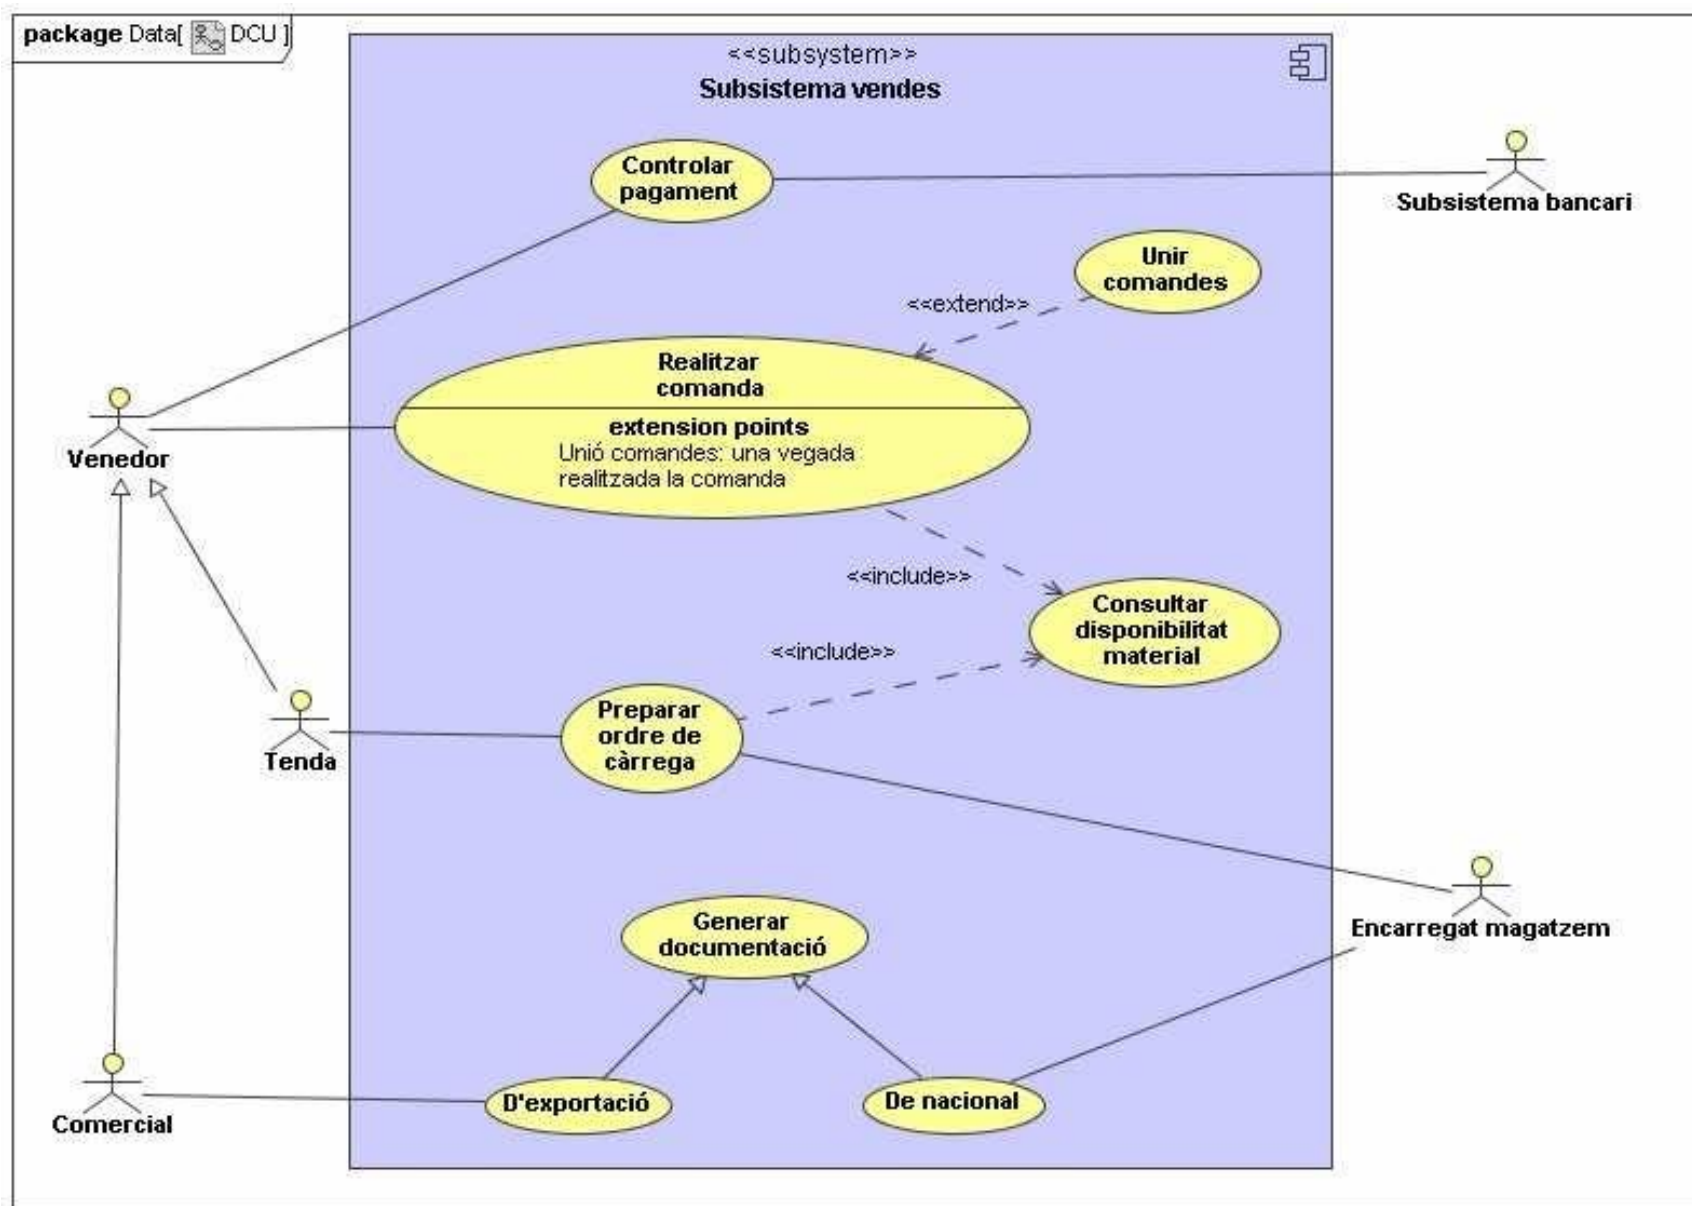 package Data[ DCU ]
<<subsystem>>
Subsistema vendes
Controlar
pagament
Subsistema bancari
Unir
comandes
<<extend>>
Realitzar
comanda
extension points
Unió comandes: una vegada
realitzada la comanda
Venedor
<<include>>
Consultar
disponibilitat
material
<<include>>
Preparar
ordre de
càrrega
Tenda
Generar
documentació
Encarregat magatzem
D'exportació
De nacional
Comercial